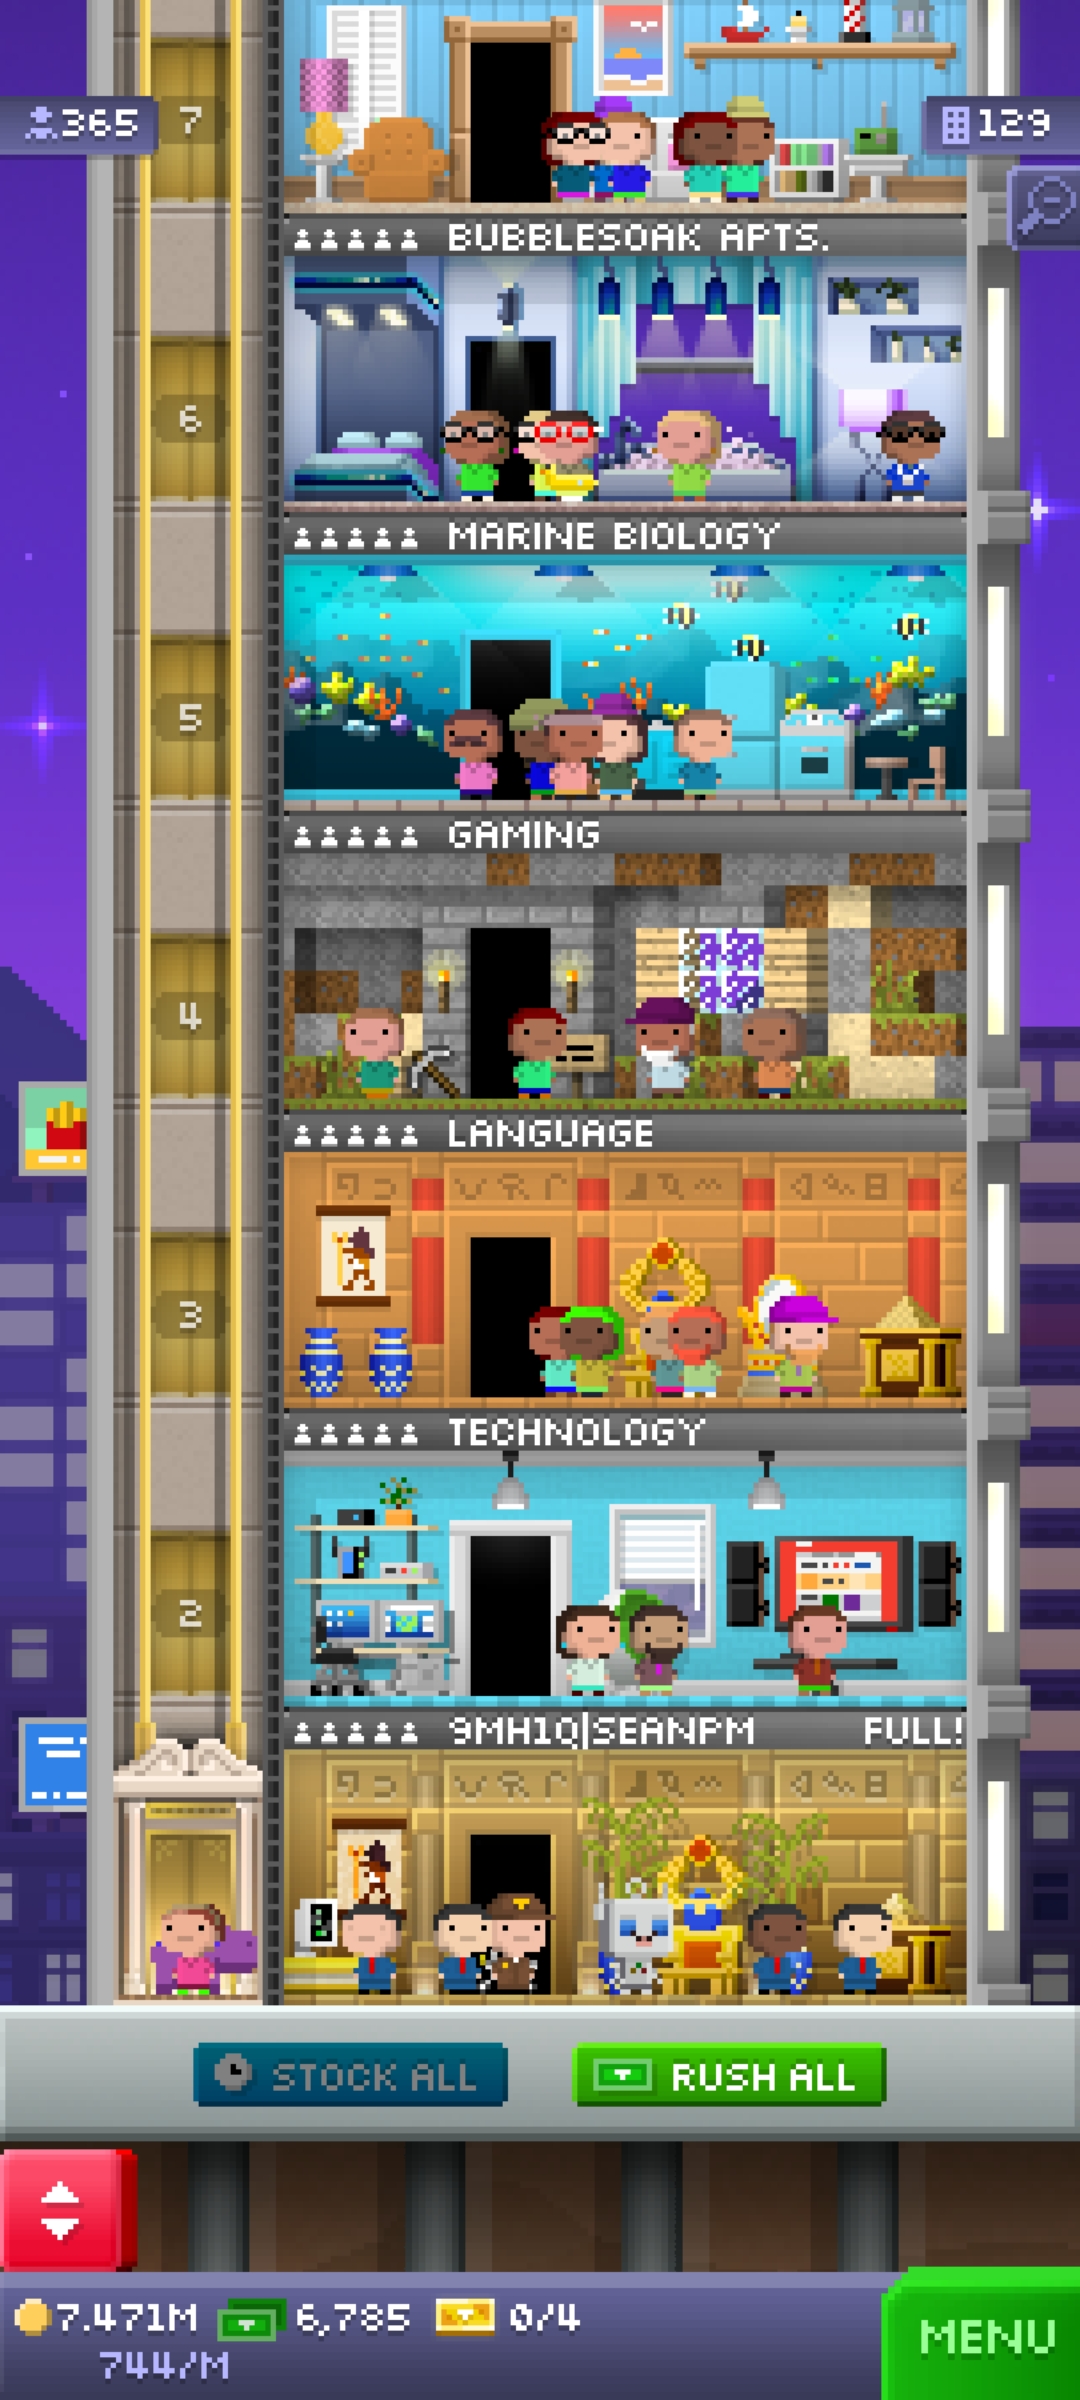 365
7
129
BUBBLESOAK APTS.
6
MARINE BIOLOGY
5
GAMING
4
LANGUAGE
3
TECHNOLOGY
2
9MH1Q|SEANPM FULL!
STOCK ALL
RUSH ALL
7.471M 6,785 0/4
744/M
MENU